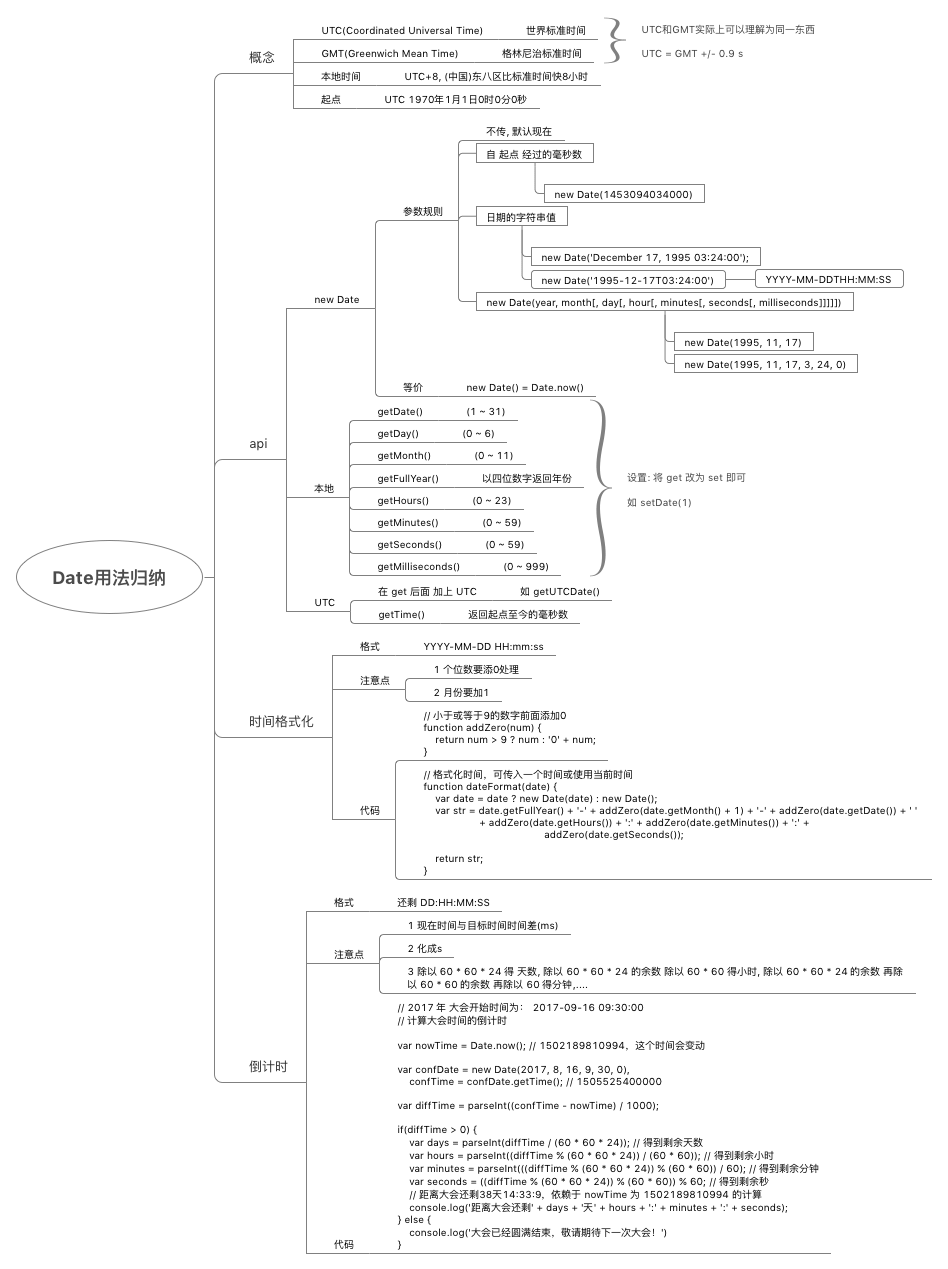 Date用法归纳
概念
UTC(Coordinated Universal Time) 世界标准时间
GMT(Greenwich Mean Time) 格林尼治标准时间
UTC和GMT实际上可以理解为同一东西
UTC = GMT +/- 0.9 s
本地时间 UTC+8, (中国)东八区比标准时间快8小时
起点 UTC 1970年1月1日0时0分0秒
api
new Date
参数规则
不传, 默认现在
自 起点 经过的毫秒数
new Date(1453094034000)
日期的字符串值
new Date('December 17, 1995 03:24:00');
new Date('1995-12-17T03:24:00') YYYY-MM-DDTHH:MM:SS
new Date(year, month[, day[, hour[, minutes[, seconds[, milliseconds]]]]])
new Date(1995, 11, 17)
new Date(1995, 11, 17, 3, 24, 0)
等价 new Date() = Date.now()
本地
getDate() (1 ~ 31)
getDay() (0 ~ 6)
getMonth() (0 ~ 11)
getFullYear() 以四位数字返回年份
getHours() (0 ~ 23)
getMinutes() (0 ~ 59)
getSeconds() (0 ~ 59)
getMilliseconds() (0 ~ 999)
设置: 将 get 改为 set 即可
如 setDate(1)
UTC
在 get 后面 加上 UTC 如 getUTCDate()
getTime() 返回起点至今的毫秒数
时间格式化
格式 YYYY-MM-DD HH:mm:ss
注意点
1 个位数要添0处理
2 月份要加1
代码
// 小于或等于9的数字前面添加0
function addZero(num) {
return num > 9 ? num : '0' + num;
}
// 格式化时间，可传入一个时间或使用当前时间
function dateFormat(date) {
var date = date ? new Date(date) : new Date();
var str = date.getFullYear() + '-' + addZero(date.getMonth() + 1) + '-' + addZero(date.getDate()) + ' '
+ addZero(date.getHours()) + ':' + addZero(date.getMinutes()) + ':' +
addZero(date.getSeconds());
return str;
}
倒计时
格式 还剩 DD:HH:MM:SS
注意点
1 现在时间与目标时间时间差(ms)
2 化成s
3 除以 60 * 60 * 24 得 天数, 除以 60 * 60 * 24 的余数 除以 60 * 60 得小时, 除以 60 * 60 * 24 的余数 再除
以 60 * 60 的余数 再除以 60 得分钟,....
代码
// 2017 年 大会开始时间为： 2017-09-16 09:30:00
// 计算大会时间的倒计时
var nowTime = Date.now(); // 1502189810994，这个时间会变动
var confDate = new Date(2017, 8, 16, 9, 30, 0),
confTime = confDate.getTime(); // 1505525400000
var diffTime = parseInt((confTime - nowTime) / 1000);
if(diffTime > 0) {
var days = parseInt(diffTime / (60 * 60 * 24)); // 得到剩余天数
var hours = parseInt((diffTime % (60 * 60 * 24)) / (60 * 60)); // 得到剩余小时
var minutes = parseInt(((diffTime % (60 * 60 * 24)) % (60 * 60)) / 60); // 得到剩余分钟
var seconds = ((diffTime % (60 * 60 * 24)) % (60 * 60)) % 60; // 得到剩余秒
// 距离大会还剩38天14:33:9，依赖于 nowTime 为 1502189810994 的计算
console.log('距离大会还剩' + days + '天' + hours + ':' + minutes + ':' + seconds);
} else {
console.log('大会已经圆满结束，敬请期待下一次大会！')
}